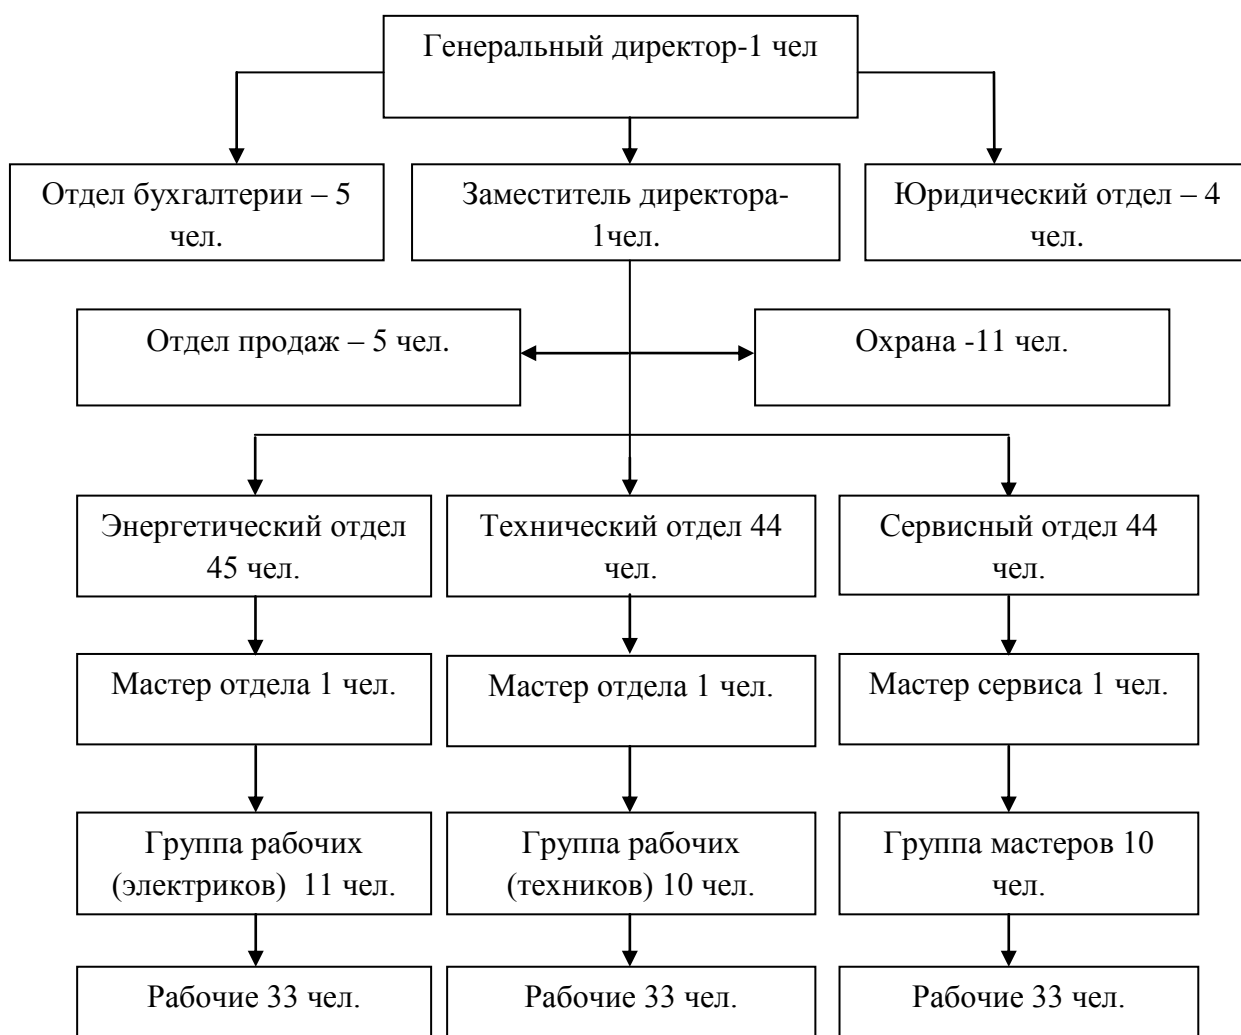 Генеральный директор-1 чел
Отдел бухгалтерии – 5
чел.
Заместитель директора-
1чел.
Юридический отдел – 4
чел.
Отдел продаж – 5 чел.
Охрана -11 чел.
Энергетический отдел
45 чел.
Технический отдел 44
чел.
Сервисный отдел 44
чел.
Мастер отдела 1 чел.
Мастер отдела 1 чел.
Мастер сервиса 1 чел.
Группа рабочих
(электриков)  11 чел.
Группа рабочих
(техников) 10 чел.
Группа мастеров 10
чел.
Рабочие 33 чел.
Рабочие 33 чел.
Рабочие 33 чел.